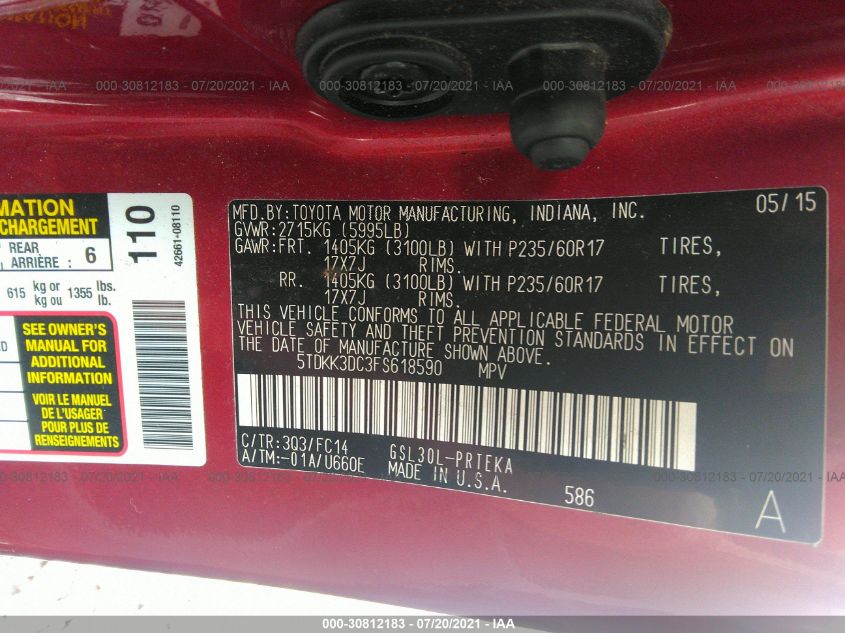 000-30812183 - 07/20/2021 - IAA
MATION
CHARGEMENT
REAR
ARRIÈRE : 6
615 kg or 1355 lbs.
kg ou lb.
SEE OWNER'S
MANUAL FOR
ADDITIONAL
INFORMATION
VOIR LE MANUEL
DE L'USAGER
POUR PLUS DE
RENSEIGNEMENTS
110
42661-08110
MFD.BY:TOYOTA MOTOR MANUFACTURING, INDIANA, INC. 05/15
GVWR:2715KG (5995LB)
GAWR:FRT. 1405KG (3100LB) WITH P235/60R17 TIRES,
17X7J RIMS.
RR. 1405KG (3100LB) WITH P235/60R17 TIRES,
17X7J RIMS.
THIS VEHICLE CONFORMS TO ALL APPLICABLE FEDERAL MOTOR
VEHICLE SAFETY AND THEFT PREVENTION STANDARDS IN EFFECT ON
THE DATE OF MANUFACTURE SHOWN ABOVE.
5TDKK3DC3FS618590 MPV
C/TR:3Q3/FC14 GSL30L-PRTEKA
A/TM:-01A/U660E MADE IN U.S.A.
586
A
000-30812183 - 07/20/2021 - IAA